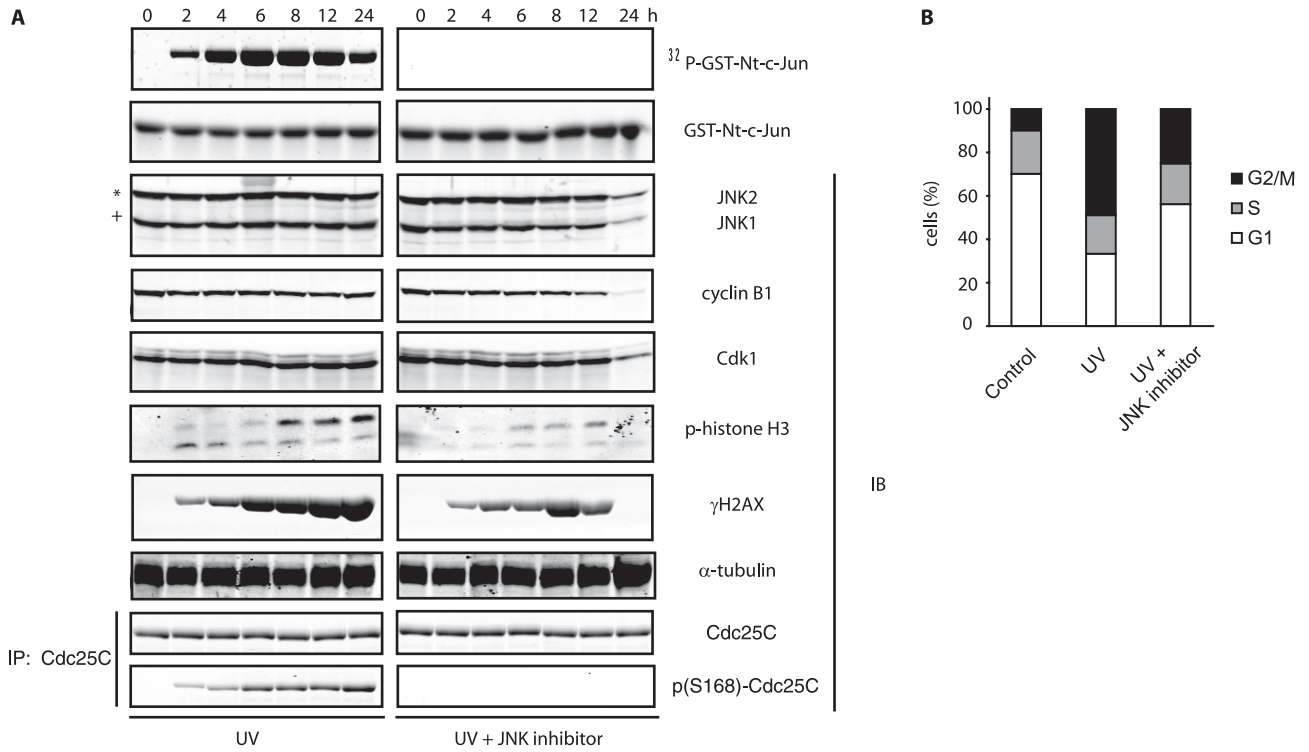 A
0 2 4 6 8 12 24 0 2 4 6 8 12 24 h
32 P-GST-Nt-c-Jun
GST-Nt-c-Jun
*
JNK2
+
JNK1
cyclin B1
Cdk1
p-histone H3
γH2AX
α-tubulin
Cdc25C
IP: Cdc25C
p(S168)-Cdc25C
UV
UV + JNK inhibitor
IB
B
100
80
60
40
20
0
cells (%)
G2/M
S
G1
Control
UV
UV +
JNK inhibitor